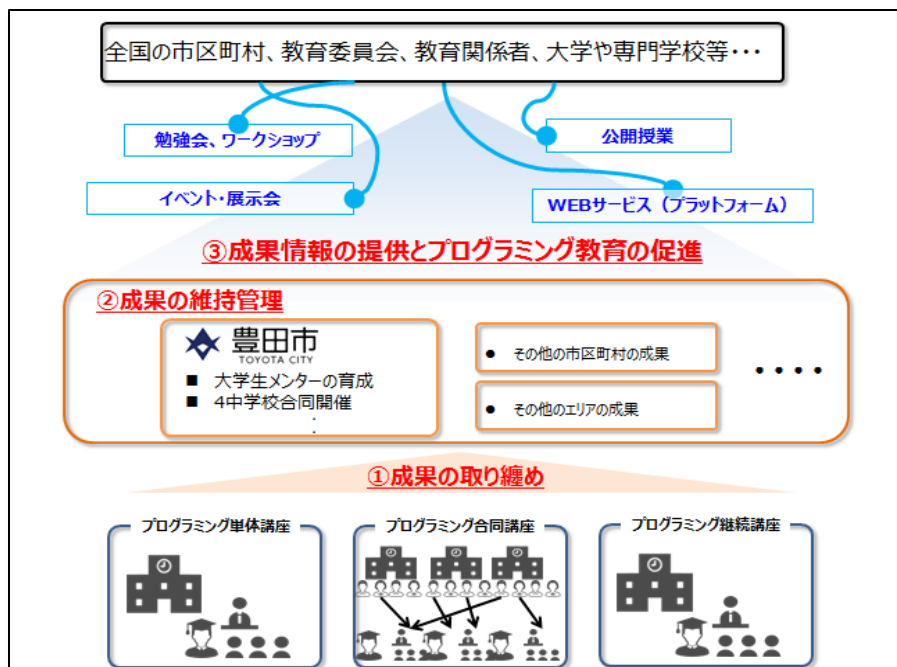 全国の市区町村、教育委員会、教育関係者、大学や専門学校等・・・
勉強会、ワークショップ
公開授業
イベント・展示会
WEBサービス（プラットフォーム）
③成果情報の提供とプログラミング教育の促進
②成果の維持管理
豊田市
TOYOTA CITY
■ 大学生メンターの育成
■ 4中学校合同開催
・
・
● その他の市区町村の成果
● その他のエリアの成果
・・・・
①成果の取り纏め
プログラミング単体講座
プログラミング合同講座
プログラミング継続講座